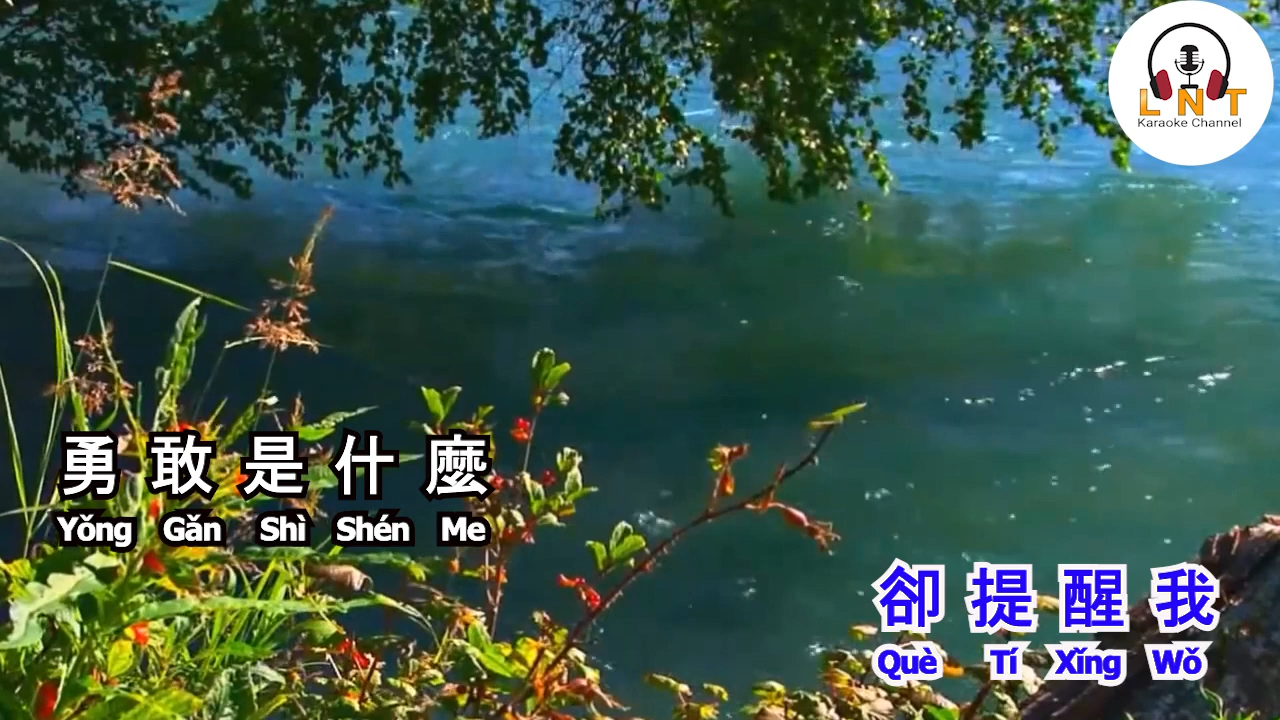 LNT
Karaoke Channel
勇敢是什麼
Yǒng Gǎn Shì Shén Me
卻提醒我
Què Tí Xǐng Wǒ